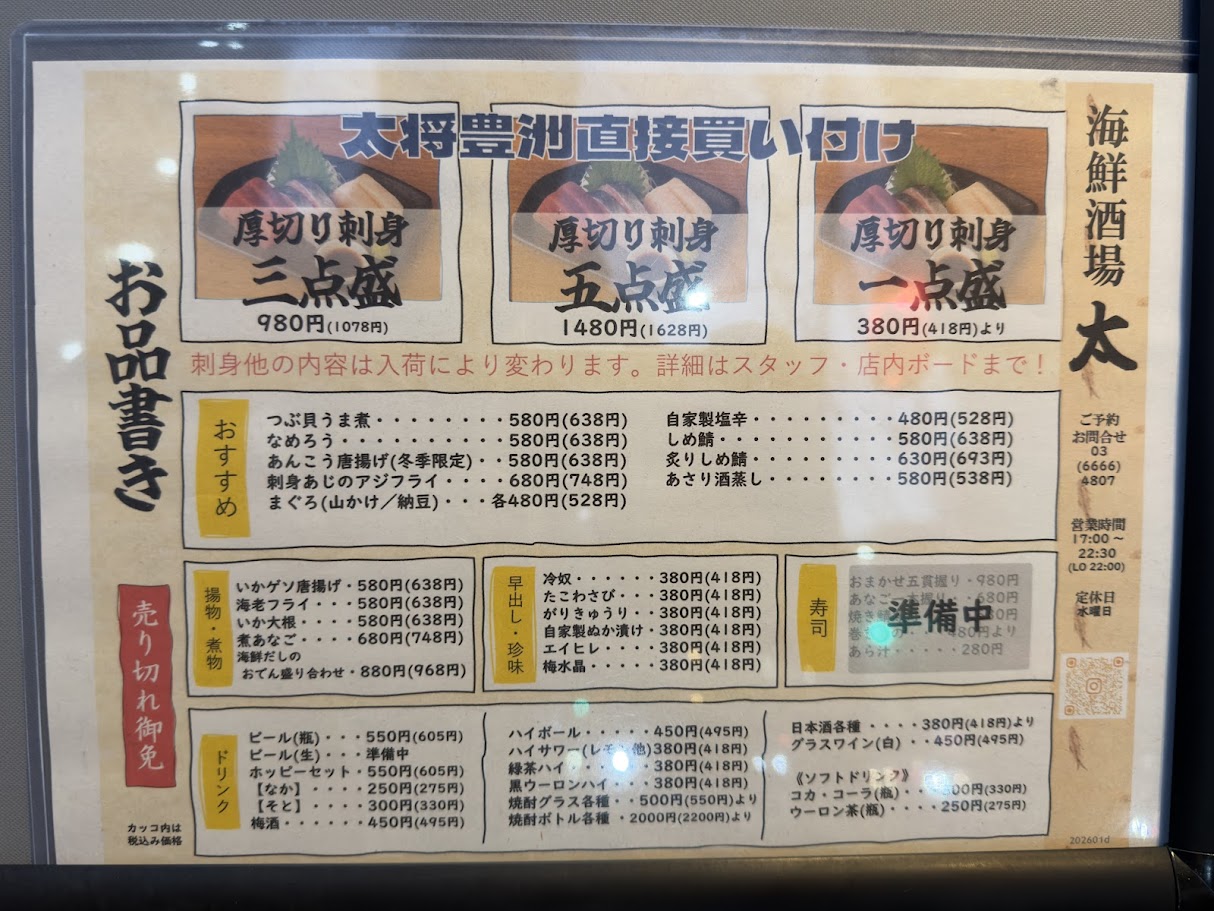 海鮮酒場 太
ご予約
お問合せ
03
(6666)
4807
営業時間
17:00～
22:30
(LO 22:00)
定休日
水曜日
太将豊洲直接買い付け
厚切り刺身
三点盛
980円(1078円)
厚切り刺身
五点盛
1480円(1628円)
厚切り刺身
一点盛
380円(418円)より
お品書き
刺身他の内容は入荷により変わります。詳細はスタッフ・店内ボードまで！
おすすめ
つぶ貝うま煮・・・・・・・・・580円(638円)
なめろう・・・・・・・・・・・580円(638円)
あんこう唐揚げ(冬季限定)・・580円(638円)
刺身あじのアジフライ・・・・680円(748円)
まぐろ(山かけ／納豆)・・・各480円(528円)
自家製塩辛・・・・・・・・・・480円(528円)
しめ鯖・・・・・・・・・・・・580円(638円)
炙りしめ鯖・・・・・・・・・・630円(693円)
あさり酒蒸し・・・・・・・・・580円(538円)
揚物・煮物
いかゲソ唐揚げ・580円(638円)
海老フライ・・・580円(638円)
いか大根・・・・580円(638円)
煮あなご・・・・680円(748円)
海鮮だしの
おでん盛り合わせ・880円(968円)
早出し・珍味
冷奴・・・・・・380円(418円)
たこわさび・・・380円(418円)
がりきゅうり・・380円(418円)
自家製ぬか漬け・380円(418円)
エイヒレ・・・・380円(418円)
梅水晶・・・・・380円(418円)
寿司
おまかせ五貫握り・980円
あなご一本握り・・680円
準備中
あら汁・・・・・280円
売り切れ御免
ドリンク
ビール(瓶)・・・550円(605円)
ビール(生)・・・準備中
ホッピーセット・550円(605円)
【なか】・・・・250円(275円)
【そと】・・・・300円(330円)
梅酒・・・・・・450円(495円)
ハイボール・・・・450円(495円)
ハイサワー(レモン他)380円(418円)
緑茶ハイ・・・・・380円(418円)
黒ウーロンハイ・・・380円(418円)
焼酎グラス各種・・500円(550円)より
焼酎ボトル各種・2000円(2200円)より
日本酒各種・・・・380円(418円)より
グラスワイン(白)・・450円(495円)
《ソフトドリンク》
コカ・コーラ(瓶)・・300円(330円)
ウーロン茶(瓶)・・・250円(275円)
カッコ内は
税込み価格
202601d